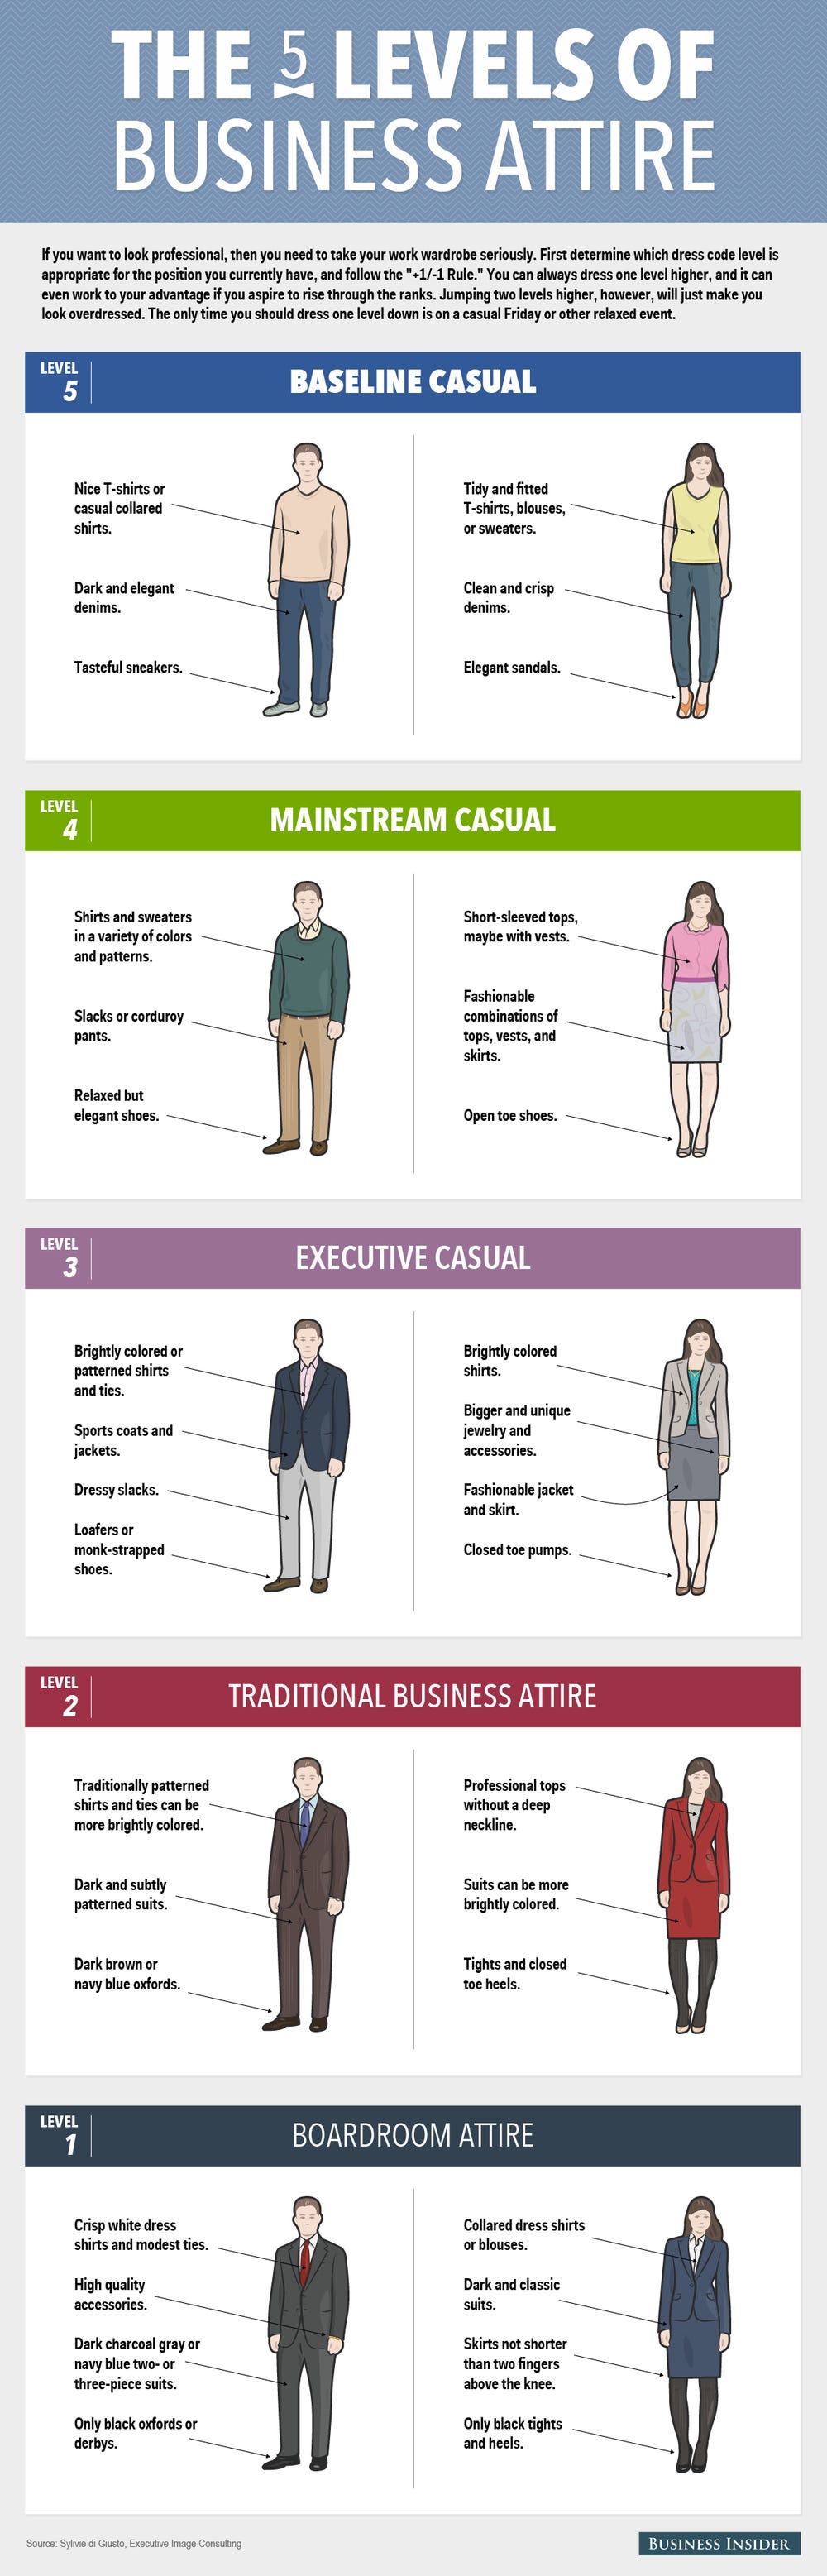 THE 5 LEVELS OF
BUSINESS ATTIRE
If you want to look professional, then you need to take your work wardrobe seriously. First determine which dress code level is
appropriate for the position you currently have, and follow the "+1/-1 Rule." You can always dress one level higher, and it can
even work to your advantage if you aspire to rise through the ranks. Jumping two levels higher, however, will just make you
look overdressed. The only time you should dress one level down is on a casual Friday or other relaxed event.
LEVEL
5
BASELINE CASUAL
Nice T-shirts or
casual collared
shirts.
Dark and elegant
denims.
Tasteful sneakers.
Tidy and fitted
T-shirts, blouses,
or sweaters.
Clean and crisp
denims.
Elegant sandals.
LEVEL
4
MAINSTREAM CASUAL
Shirts and sweaters
in a variety of colors
and patterns.
Slacks or corduroy
pants.
Relaxed but
elegant shoes.
Short-sleeved tops,
maybe with vests.
Fashionable
combinations of
tops, vests, and
skirts.
Open toe shoes.
LEVEL
3
EXECUTIVE CASUAL
Brightly colored or
patterned shirts
and ties.
Sports coats and
jackets.
Dressy slacks.
Loafers or
monk-strapped
shoes.
Brightly colored
shirts.
Bigger and unique
jewelry and
accessories.
Fashionable jacket
and skirt.
Closed toe pumps.
LEVEL
2
TRADITIONAL BUSINESS ATTIRE
Traditionally patterned
shirts and ties can be
more brightly colored.
Dark and subtly
patterned suits.
Dark brown or
navy blue oxfords.
Professional tops
without a deep
neckline.
Suits can be more
brightly colored.
Tights and closed
toe heels.
LEVEL
1
BOARDROOM ATTIRE
Crisp white dress
shirts and modest ties.
High quality
accessories.
Dark charcoal gray or
navy blue two- or
three-piece suits.
Only black oxfords or
derbys.
Collared dress shirts
or blouses.
Dark and classic
suits.
Skirts not shorter
than two fingers
above the knee.
Only black tights
and heels.
Source: Sylivie di Giusto, Executive Image Consulting
BUSINESS INSIDER